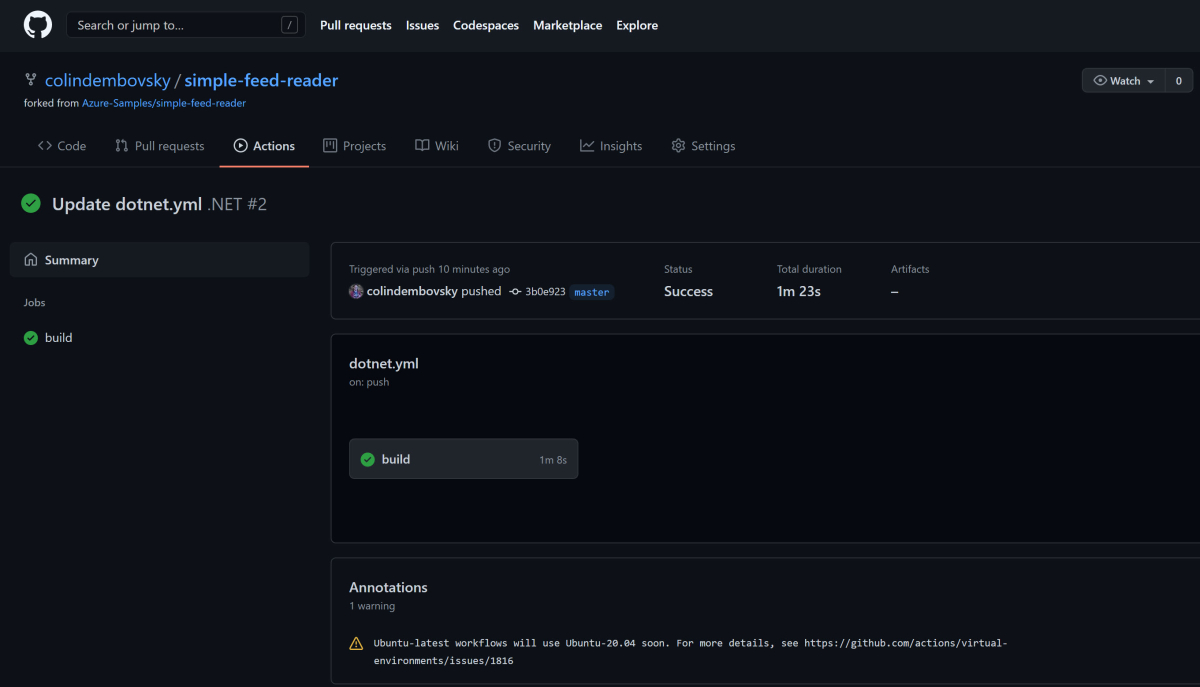 Search or jump to... /
Pull requests Issues Codespaces Marketplace Explore
colindembovsky / simple-feed-reader
Watch 0
forked from Azure-Samples/simple-feed-reader
Code Pull requests Actions Projects Wiki Security Insights Settings
Update dotnet.yml .NET #2
Summary
Jobs
build
Triggered via push 10 minutes ago
colindembovsky pushed 3b0e923 master
Status
Success
Total duration
1m 23s
Artifacts
–
dotnet.yml
on: push
build 1m 8s
Annotations
1 warning
Ubuntu-latest workflows will use Ubuntu-20.04 soon. For more details, see https://github.com/actions/virtual-
environments/issues/1816